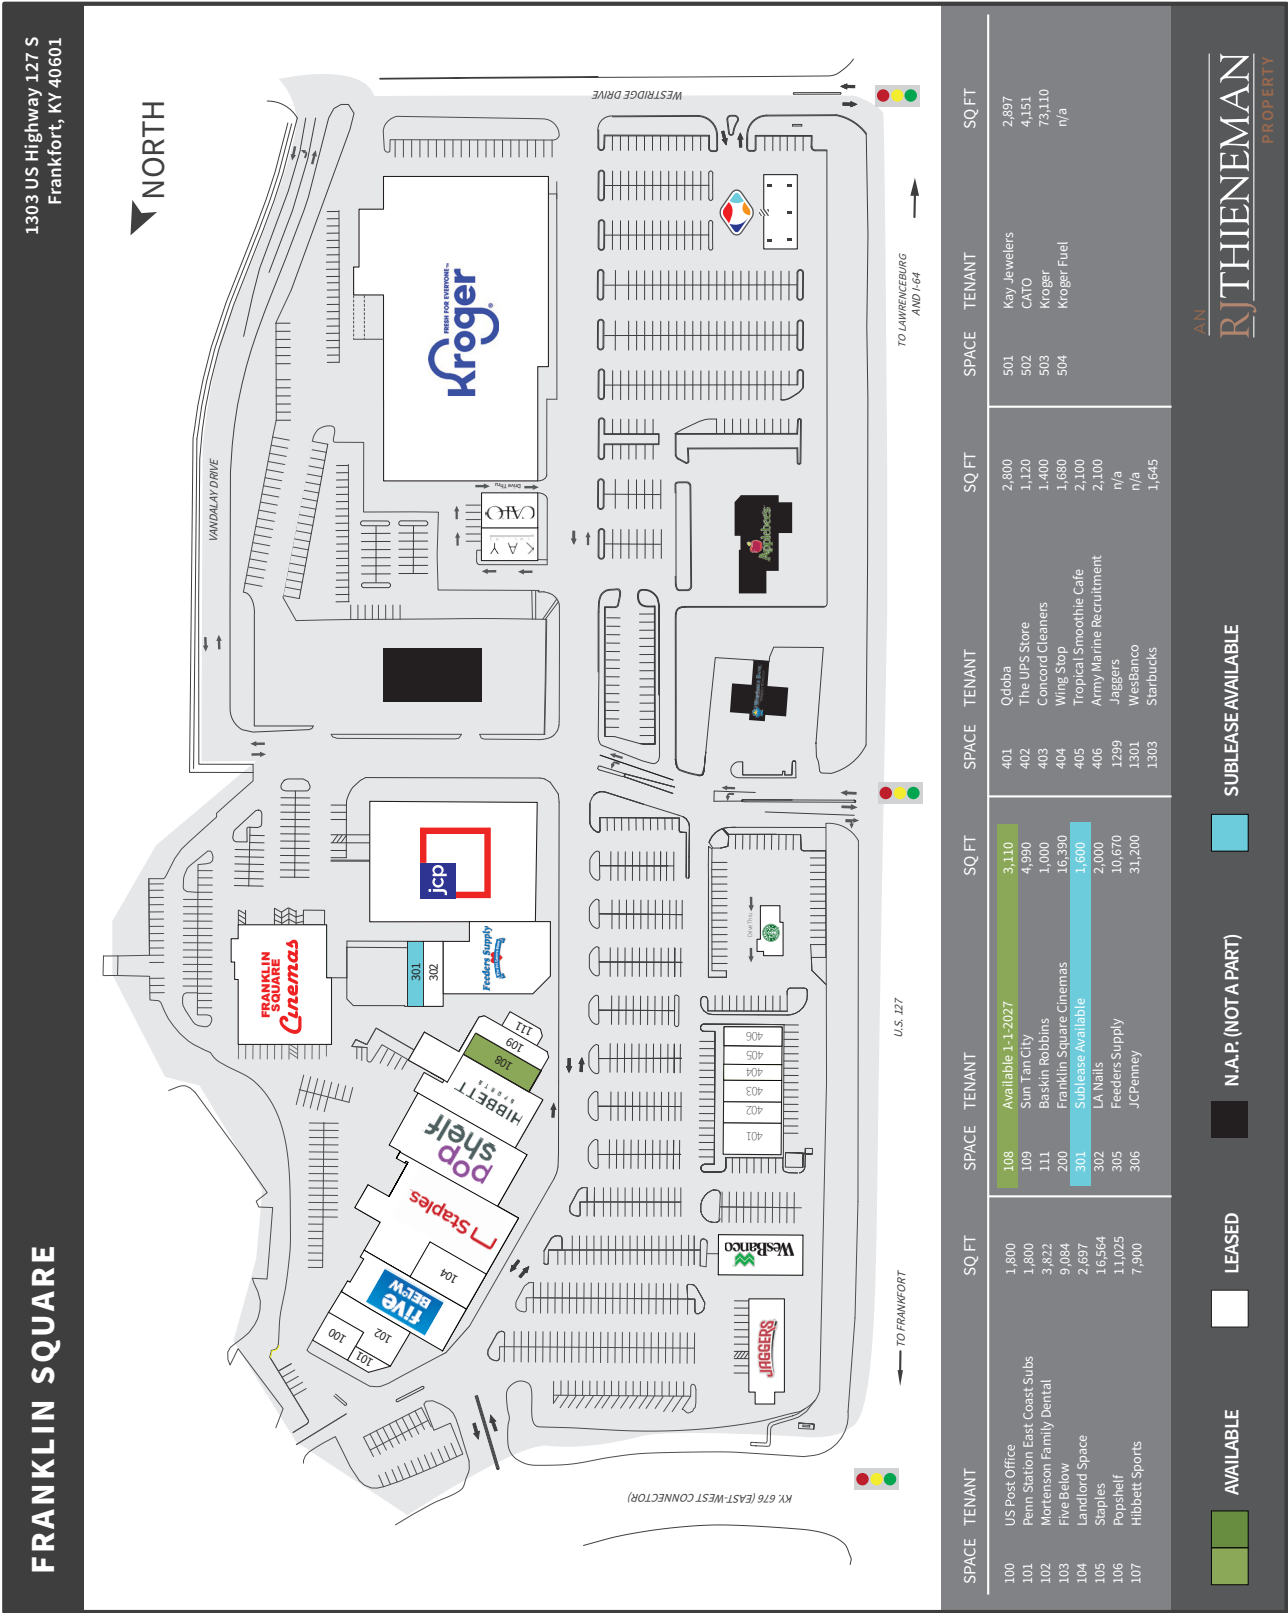 FRANKLIN SQUARE
1303 US Highway 127 S
Frankfort, KY 40601
NORTH
VANDALAY DRIVE
WESTRIDGE DRIVE
FRANKLIN
SQUARE
Cinemas
jcp
301
302
Feeders Supply
Kroger
FRESH FOR EVERYONE™
Drive Thru
CATO
KAY
100
101
102
five
BELOW
104
Staples
pop
shelf
HIBBETT
SPORTS
108
109
111
Applebee's
Drive Thru
401
402
403
404
405
406
WesBanco
JAGGERS
TO FRANKFORT
U.S. 127
TO LAWRENCEBURG
AND I-64
KY. 676 (EAST-WEST CONNECTOR)
SPACE TENANT SQ FT
100 US Post Office 1,800
101 Penn Station East Coast Subs 1,800
102 Mortenson Family Dental 3,822
103 Five Below 9,084
104 Landlord Space 2,697
105 Staples 16,564
106 Popshelf 11,025
107 Hibbett Sports 7,900
SPACE TENANT SQ FT
108 Available 1-1-2027 3,110
109 Sun Tan City 4,990
111 Baskin Robbins 1,000
200 Franklin Square Cinemas 16,390
301 Sublease Available 1,600
302 LA Nails 2,000
305 Feeders Supply 10,670
306 JCPenney 31,200
SPACE TENANT SQ FT
401 Qdoba 2,800
402 The UPS Store 1,120
403 Concord Cleaners 1.400
404 Wing Stop 1,680
405 Tropical Smoothie Cafe 2,100
406 Army Marine Recruitment 2,100
1299 Jaggers n/a
1301 WesBanco n/a
1303 Starbucks 1,645
SPACE TENANT SQ FT
501 Kay Jewelers 2,897
502 CATO 4,151
503 Kroger 73,110
504 Kroger Fuel n/a
AVAILABLE
LEASED
N.A.P. (NOT A PART)
SUBLEASE AVAILABLE
AN
RJ THIENEMAN
PROPERTY